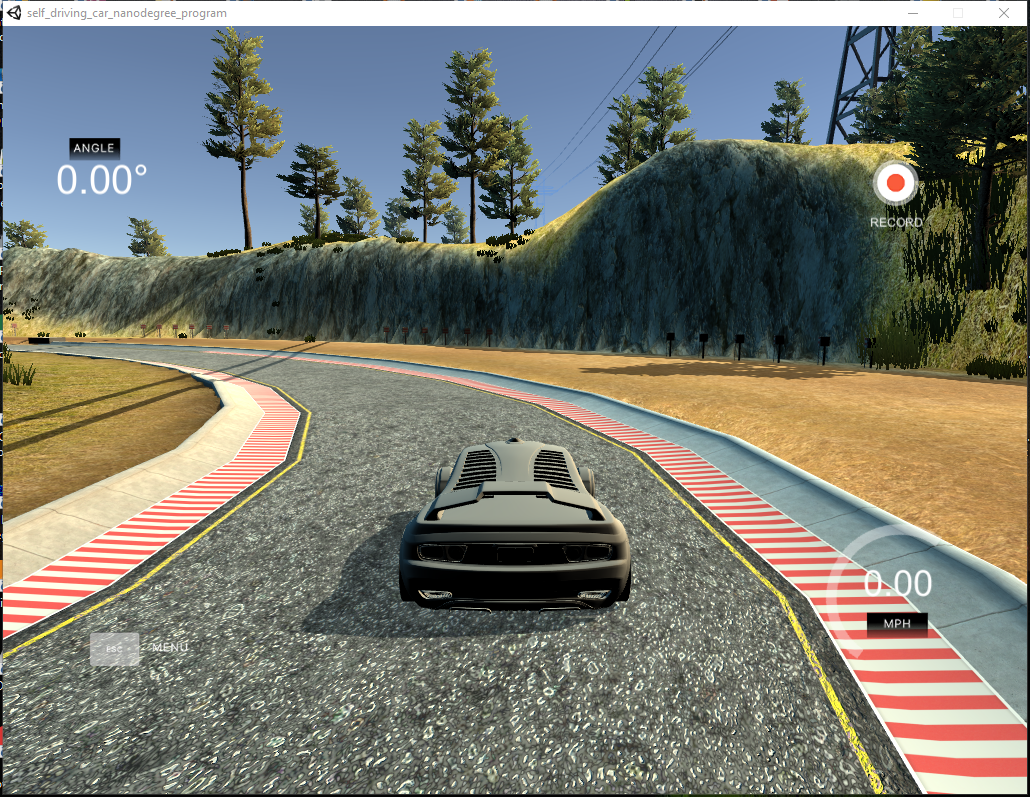 self_driving_car_nanodegree_program
ANGLE
0.00°
RECORD
0.00
MPH
ESC
MENU